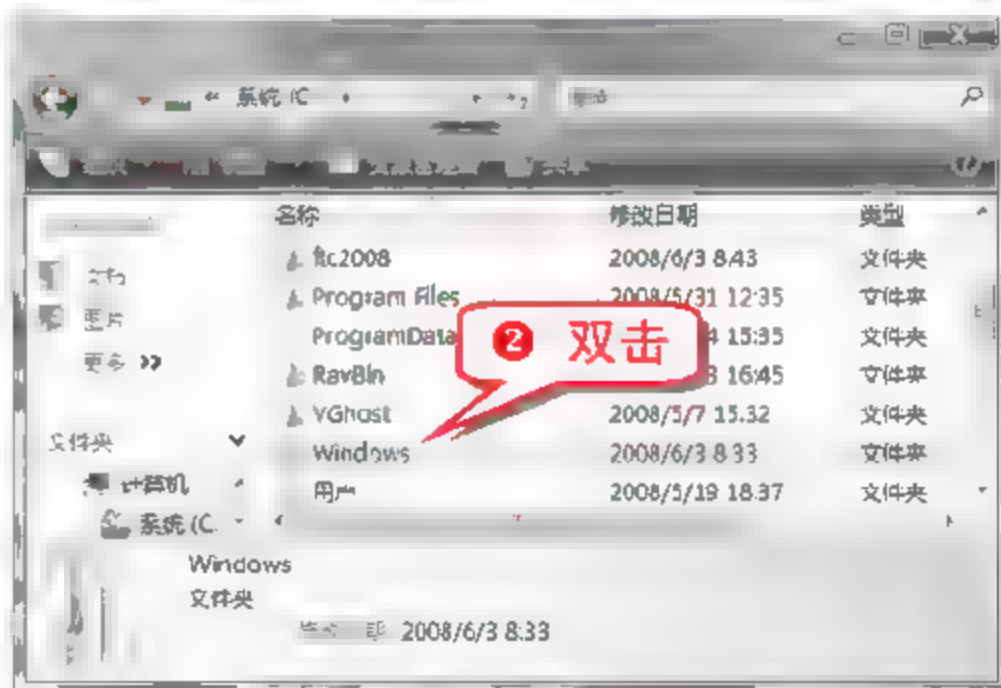 « 系统 (C
名称 修改日期 类型
ftc2008 2008/6/3 8:43 文件夹
Program Files 2008/5/31 12:35 文件夹
ProgramData 4 15:35 文件夹
❷ 双击
RavBin 3 16:45 文件夹
VGhost 2008/5/7 15:32 文件夹
Windows 2008/6/3 8:33 文件夹
用户 2008/5/19 18:37 文件夹
图片
更多 »
文件夹
计算机
系统 (C:
Windows
文件夹
2008/6/3 8:33